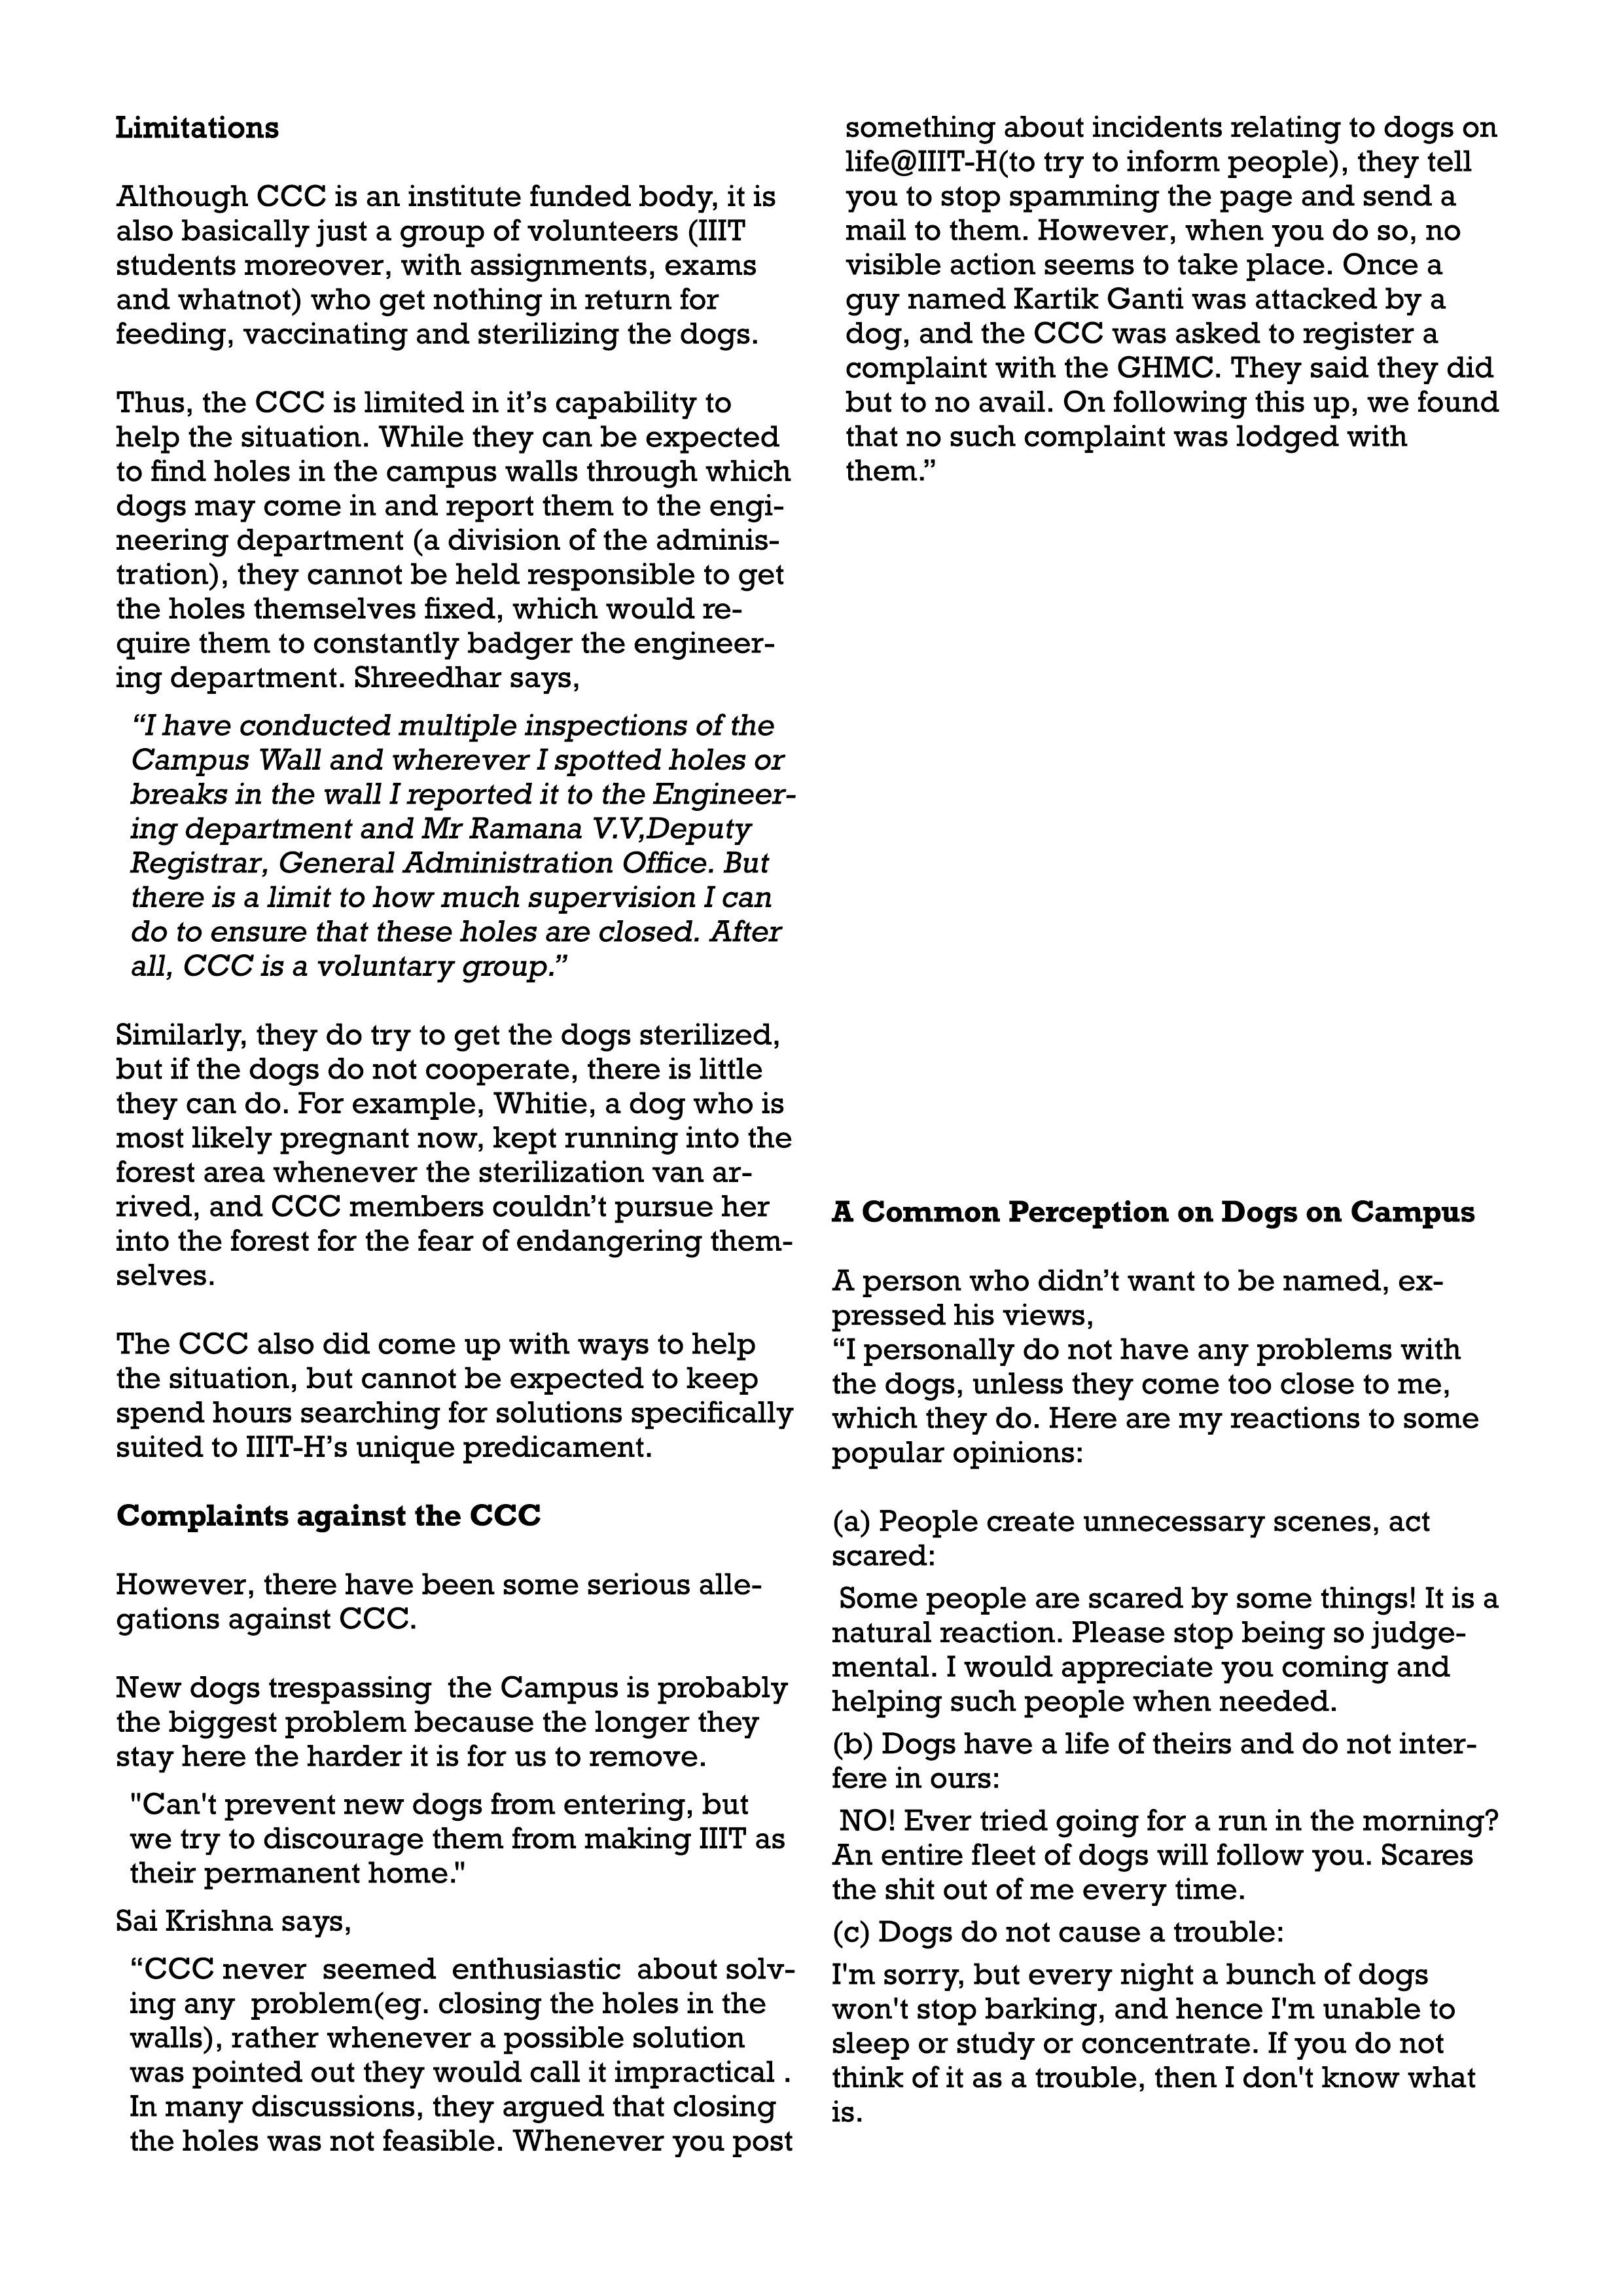 Limitations
Although CCC is an institute funded body, it is
also basically just a group of volunteers (IIIT
students moreover, with assignments, exams
and whatnot) who get nothing in return for
feeding, vaccinating and sterilizing the dogs.
Thus, the CCC is limited in it’s capability to
help the situation. While they can be expected
to find holes in the campus walls through which
dogs may come in and report them to the engi-
neering department (a division of the adminis-
tration), they cannot be held responsible to get
the holes themselves fixed, which would re-
quire them to constantly badger the engineer-
ing department. Shreedhar says,
“I have conducted multiple inspections of the
Campus Wall and wherever I spotted holes or
breaks in the wall I reported it to the Engineer-
ing department and Mr Ramana V.V,Deputy
Registrar, General Administration Office. But
there is a limit to how much supervision I can
do to ensure that these holes are closed. After
all, CCC is a voluntary group.”
Similarly, they do try to get the dogs sterilized,
but if the dogs do not cooperate, there is little
they can do. For example, Whitie, a dog who is
most likely pregnant now, kept running into the
forest area whenever the sterilization van ar-
rived, and CCC members couldn’t pursue her
into the forest for the fear of endangering them-
selves.
The CCC also did come up with ways to help
the situation, but cannot be expected to keep
spend hours searching for solutions specifically
suited to IIIT-H’s unique predicament.
Complaints against the CCC
However, there have been some serious alle-
gations against CCC.
New dogs trespassing  the Campus is probably
the biggest problem because the longer they
stay here the harder it is for us to remove.
"Can't prevent new dogs from entering, but
we try to discourage them from making IIIT as
their permanent home."
Sai Krishna says,
“CCC never  seemed  enthusiastic  about solv-
ing any  problem(eg. closing the holes in the
walls), rather whenever a possible solution
was pointed out they would call it impractical .
In many discussions, they argued that closing
the holes was not feasible. Whenever you post
something about incidents relating to dogs on
life@IIIT-H(to try to inform people), they tell
you to stop spamming the page and send a
mail to them. However, when you do so, no
visible action seems to take place. Once a
guy named Kartik Ganti was attacked by a
dog, and the CCC was asked to register a
complaint with the GHMC. They said they did
but to no avail. On following this up, we found
that no such complaint was lodged with
them.”
A Common Perception on Dogs on Campus
A person who didn’t want to be named, ex-
pressed his views,
“I personally do not have any problems with
the dogs, unless they come too close to me,
which they do. Here are my reactions to some
popular opinions:
(a) People create unnecessary scenes, act
scared:
Some people are scared by some things! It is a
natural reaction. Please stop being so judge-
mental. I would appreciate you coming and
helping such people when needed.
(b) Dogs have a life of theirs and do not inter-
fere in ours:
NO! Ever tried going for a run in the morning?
An entire fleet of dogs will follow you. Scares
the shit out of me every time.
(c) Dogs do not cause a trouble:
I'm sorry, but every night a bunch of dogs
won't stop barking, and hence I'm unable to
sleep or study or concentrate. If you do not
think of it as a trouble, then I don't know what
is.